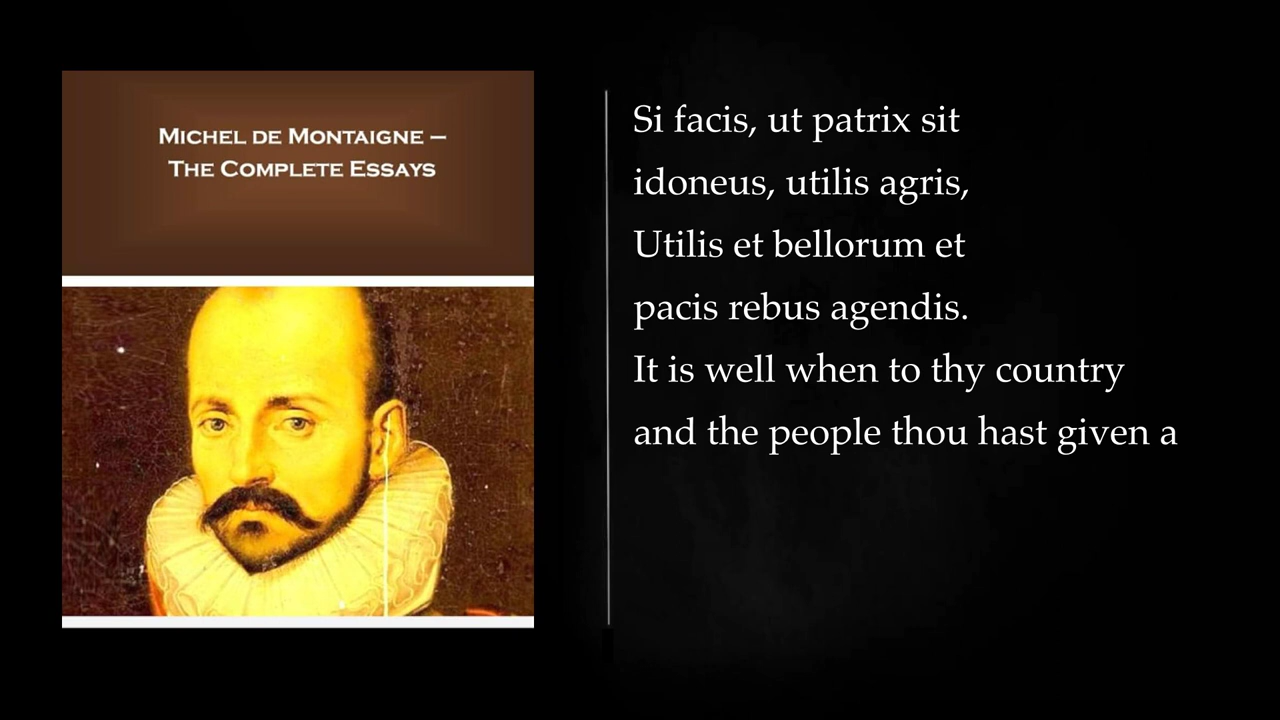 MICHEL DE MONTAIGNE –
THE COMPLETE ESSAYS
Si facis, ut patrix sit
idoneus, utilis agris,
Utilis et bellorum et
pacis rebus agendis.
It is well when to thy country
and the people thou hast given a